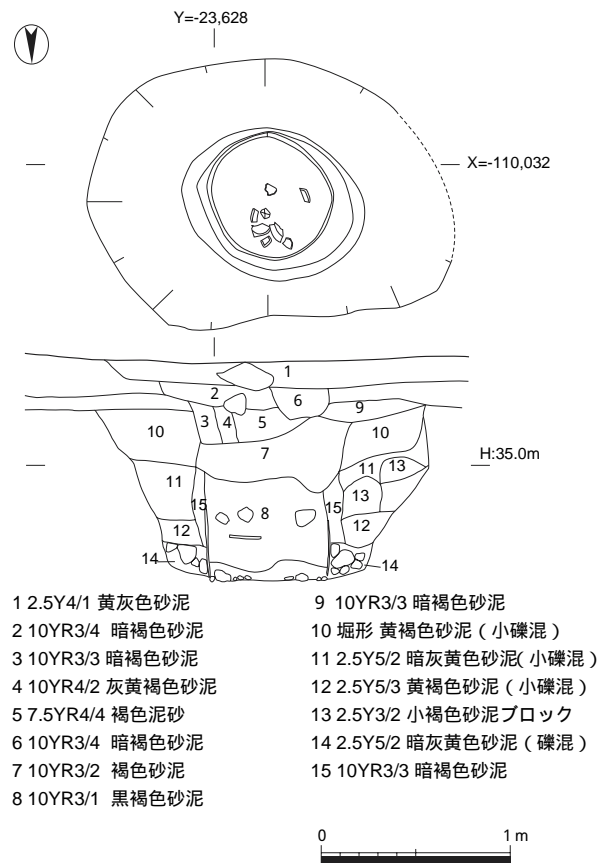 Y=-23,628
X=-110,032
1
2
3
4
5
6
9
10
10
7
H:35.0m
11
11
13
13
15
8
15
12
12
14
14
1 2.5Y4/1 黄灰色砂泥
2 10YR3/4 暗褐色砂泥
3 10YR3/3 暗褐色砂泥
4 10YR4/2 灰黄褐色砂泥
5 7.5YR4/4 褐色泥砂
6 10YR3/4 暗褐色砂泥
7 10YR3/2 褐色砂泥
8 10YR3/1 黒褐色砂泥
9 10YR3/3 暗褐色砂泥
10 堀形 黄褐色砂泥（小礫混）
11 2.5Y5/2 暗灰黄色砂泥（小礫混）
12 2.5Y5/3 黄褐色砂泥（小礫混）
13 2.5Y3/2 小褐色砂泥ブロック
14 2.5Y5/2 暗灰黄色砂泥（礫混）
15 10YR3/3 暗褐色砂泥
0 1 m